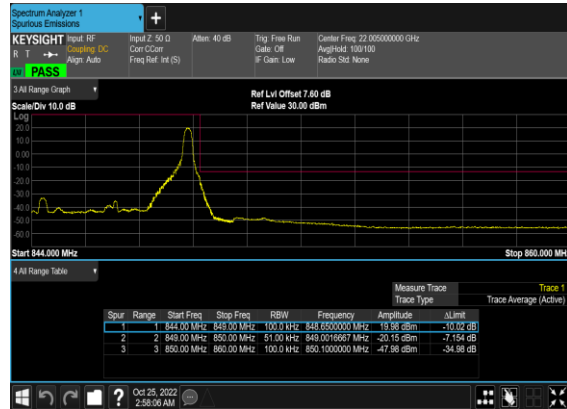 Spectrum Analyzer 1
Spurious Emissions
+
KEYSIGHT Input: RF Input Z: 50 Ω Atten: 40 dB Trig: Free Run Center Freq: 22.005000000 GHz
R T Coupling: DC Corr CCorr Gate: Off Avg|Hold: 100/100
Align: Auto Freq Ref: Int (S) IF Gain: Low Radio Std: None
PASS
3 All Range Graph
Ref Lvl Offset 7.60 dB
Scale/Div 10.0 dB Ref Value 30.00 dBm
Log
20.0
10.0
0.00
-10.0
-20.0
-30.0
-40.0
-50.0
-60.0
Start 844.000 MHz Stop 860.000 MH
4 All Range Table
Measure Trace Trace 1
Trace Type Trace Average (Active)
Spur Range Start Freq Stop Freq RBW Frequency Amplitude ΔLimit
1 1 844.00 MHz 849.00 MHz 100.0 kHz 848.6500000 MHz 19.98 dBm -10.02 dB
2 2 849.00 MHz 850.00 MHz 51.00 kHz 849.0016667 MHz -20.15 dBm -7.154 dB
3 3 850.00 MHz 860.00 MHz 100.0 kHz 850.1000000 MHz -47.98 dBm -34.98 dB
? Oct 25, 2022
2:58:06 AM